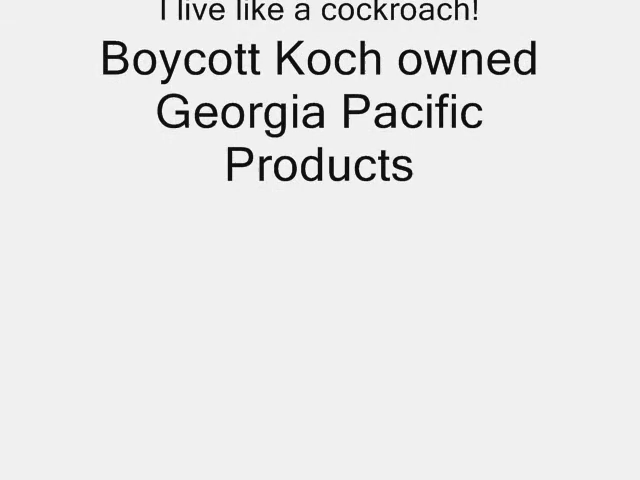 I live like a cockroach!
Boycott Koch owned
Georgia Pacific
Products